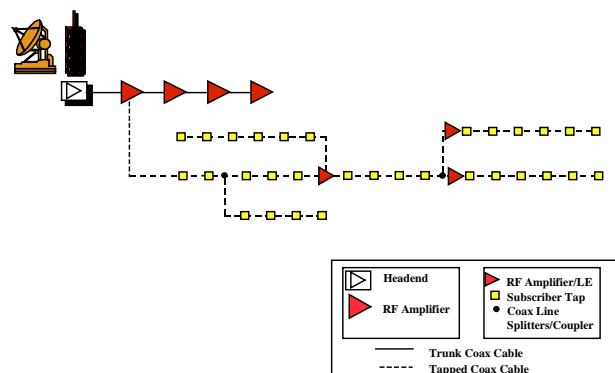 Headend
RF Amplifier
RF Amplifier/LE
Subscriber Tap
Coax Line
Splitters/Coupler
Trunk Coax Cable
Tapped Coax Cable